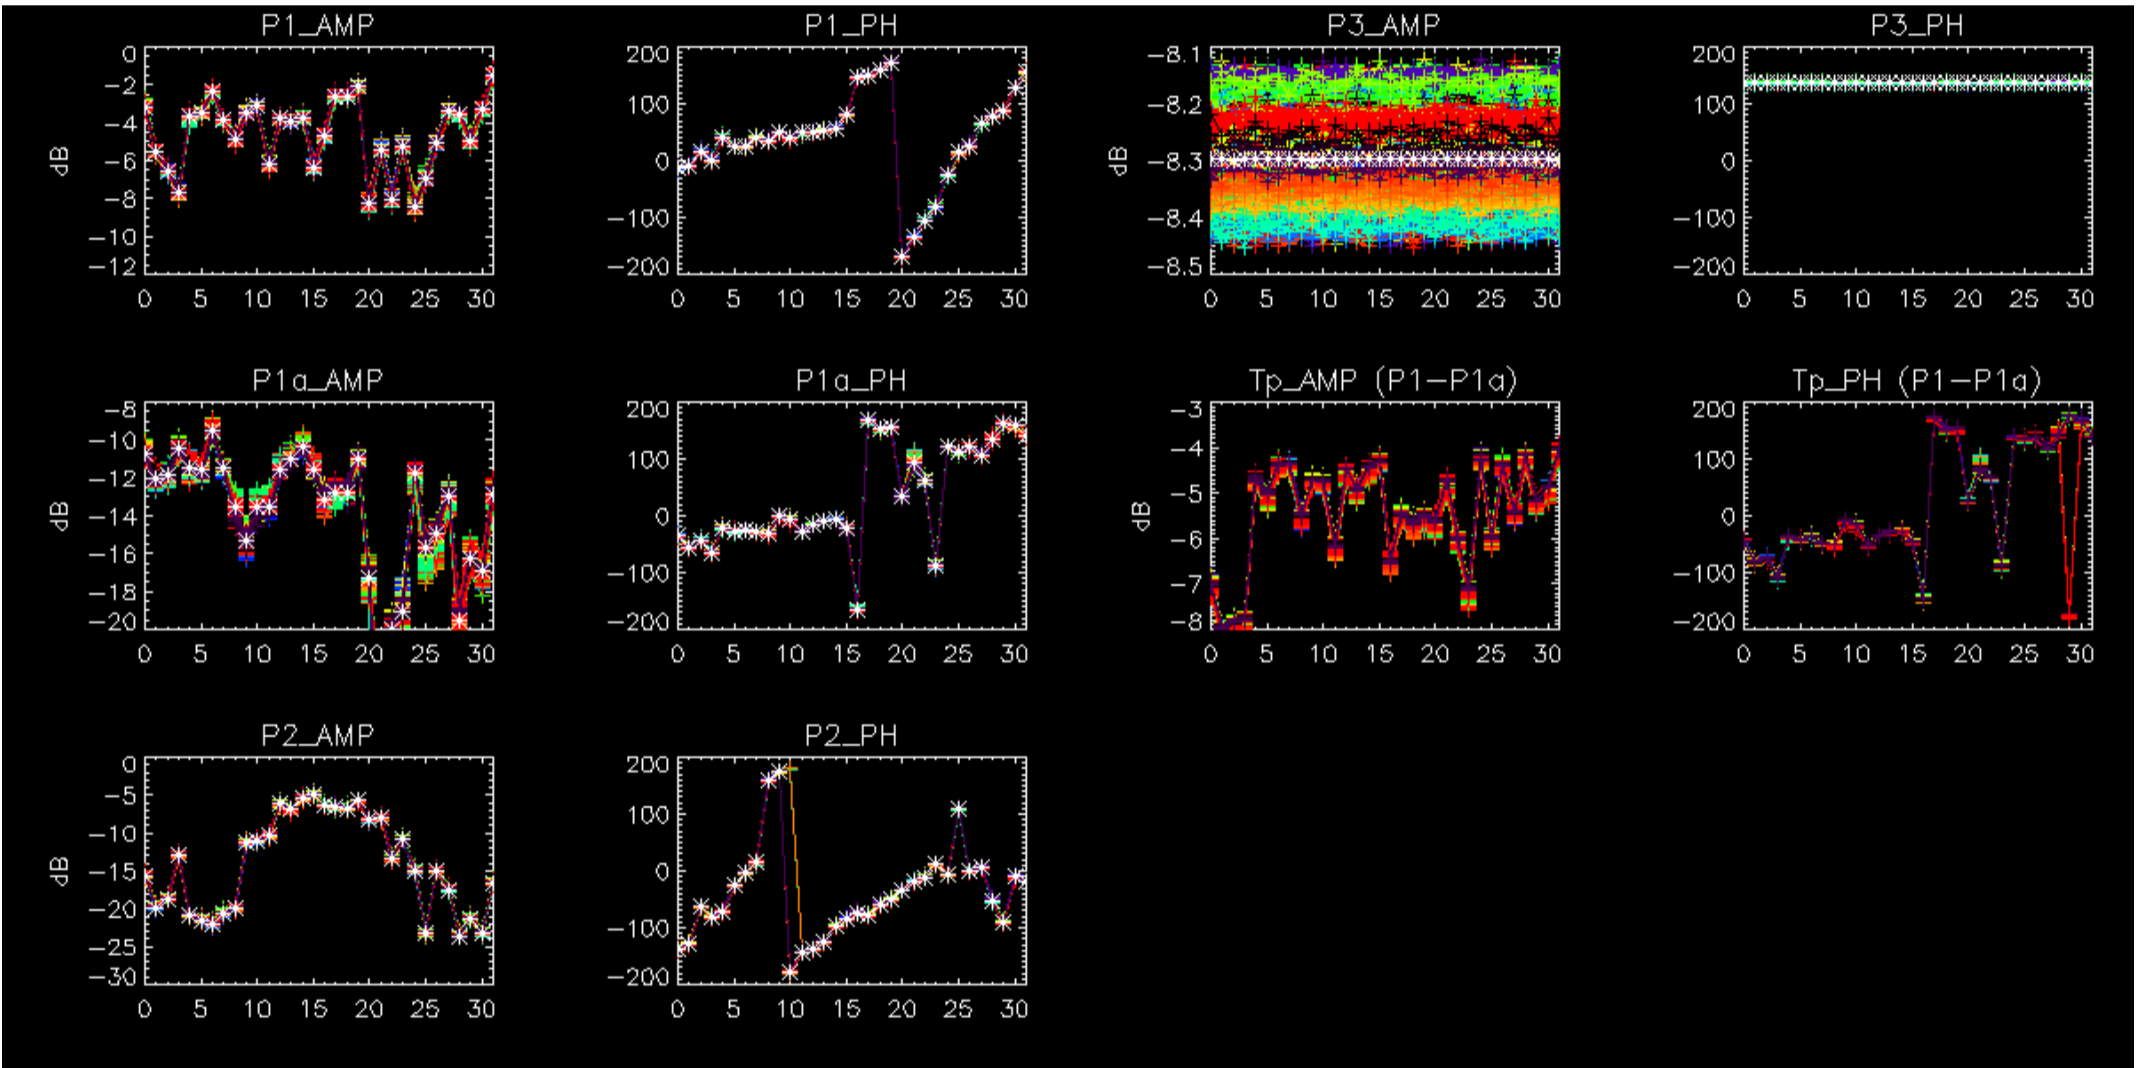 P1_AMP
0
−2
−4
−6
−8
−10
−12
dB
0 5 10 15 20 25 30
P1_PH
200
100
0
−100
−200
0 5 10 15 20 25 30
P3_AMP
−8.1
−8.2
−8.3
−8.4
−8.5
dB
0 5 10 15 20 25 30
P3_PH
200
100
0
−100
−200
0 5 10 15 20 25 30
P1a_AMP
−8
−10
−12
−14
−16
−18
−20
dB
0 5 10 15 20 25 30
P1a_PH
200
100
0
−100
−200
0 5 10 15 20 25 30
Tp_AMP (P1−P1a)
−3
−4
−5
−6
−7
−8
dB
0 5 10 15 20 25 30
Tp_PH (P1−P1a)
200
100
0
−100
−200
0 5 10 15 20 25 30
P2_AMP
0
−5
−10
−15
−20
−25
−30
dB
0 5 10 15 20 25 30
P2_PH
200
100
0
−100
−200
0 5 10 15 20 25 30